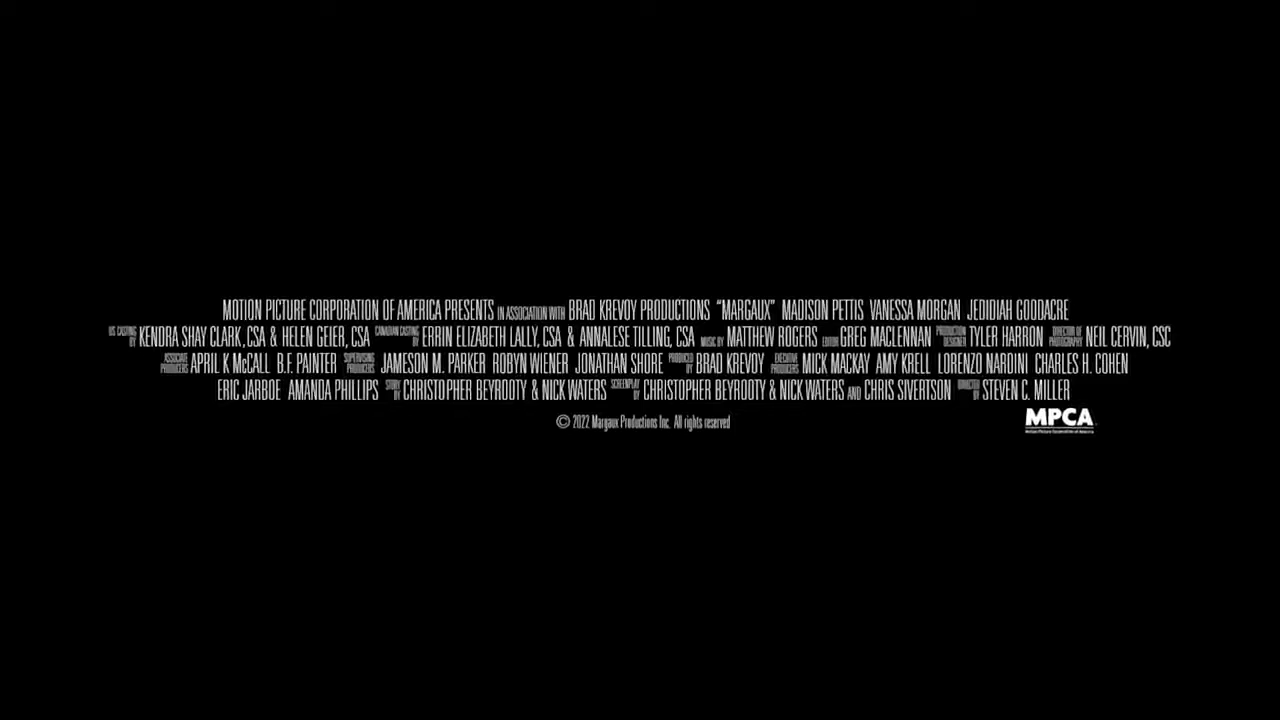 MOTION PICTURE CORPORATION OF AMERICA PRESENTS IN ASSOCIATION WITH BRAD KREVOY PRODUCTIONS “MARGAUX” MADISON PETTIS VANESSA MORGAN JEDIDIAH GOODACRE
US CASTING BY KENDRA SHAY CLARK, CSA & HELEN GEIER, CSA CANADIAN CASTING BY ERRIN ELIZABETH LALLY, CSA & ANNALESE TILLING, CSA MUSIC BY MATTHEW ROGERS EDITOR GREG MACLENNAN PRODUCTION DESIGNER TYLER HARRON DIRECTOR OF PHOTOGRAPHY NEIL CERVIN, CSC
ASSOCIATE PRODUCERS APRIL K McCALL B.F. PAINTER SUPERVISING PRODUCERS JAMESON M. PARKER ROBYN WIENER JONATHAN SHORE PRODUCED BY BRAD KREVOY EXECUTIVE PRODUCERS MICK MACKAY AMY KRELL LORENZO NARDINI CHARLES H. COHEN
ERIC JARBOE AMANDA PHILLIPS STORY BY CHRISTOPHER BEYROOTY & NICK WATERS SCREENPLAY BY CHRISTOPHER BEYROOTY & NICK WATERS AND CHRIS SIVERTSON DIRECTED BY STEVEN C. MILLER
© 2022 Margaux Productions Inc. All rights reserved
MPCA
Motion Picture Corporation of America